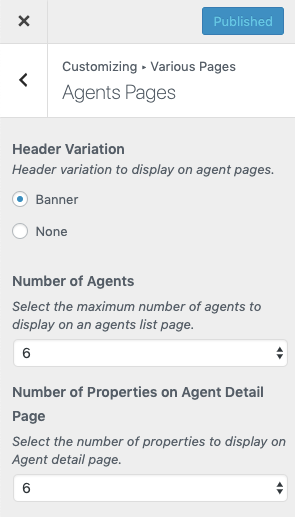 Published
Customizing ▸ Various Pages
Agents Pages
Header Variation
Header variation to display on agent pages.
Banner
None
Number of Agents
Select the maximum number of agents to
display on an agents list page.
6
Number of Properties on Agent Detail
Page
Select the number of properties to display on
Agent detail page.
6